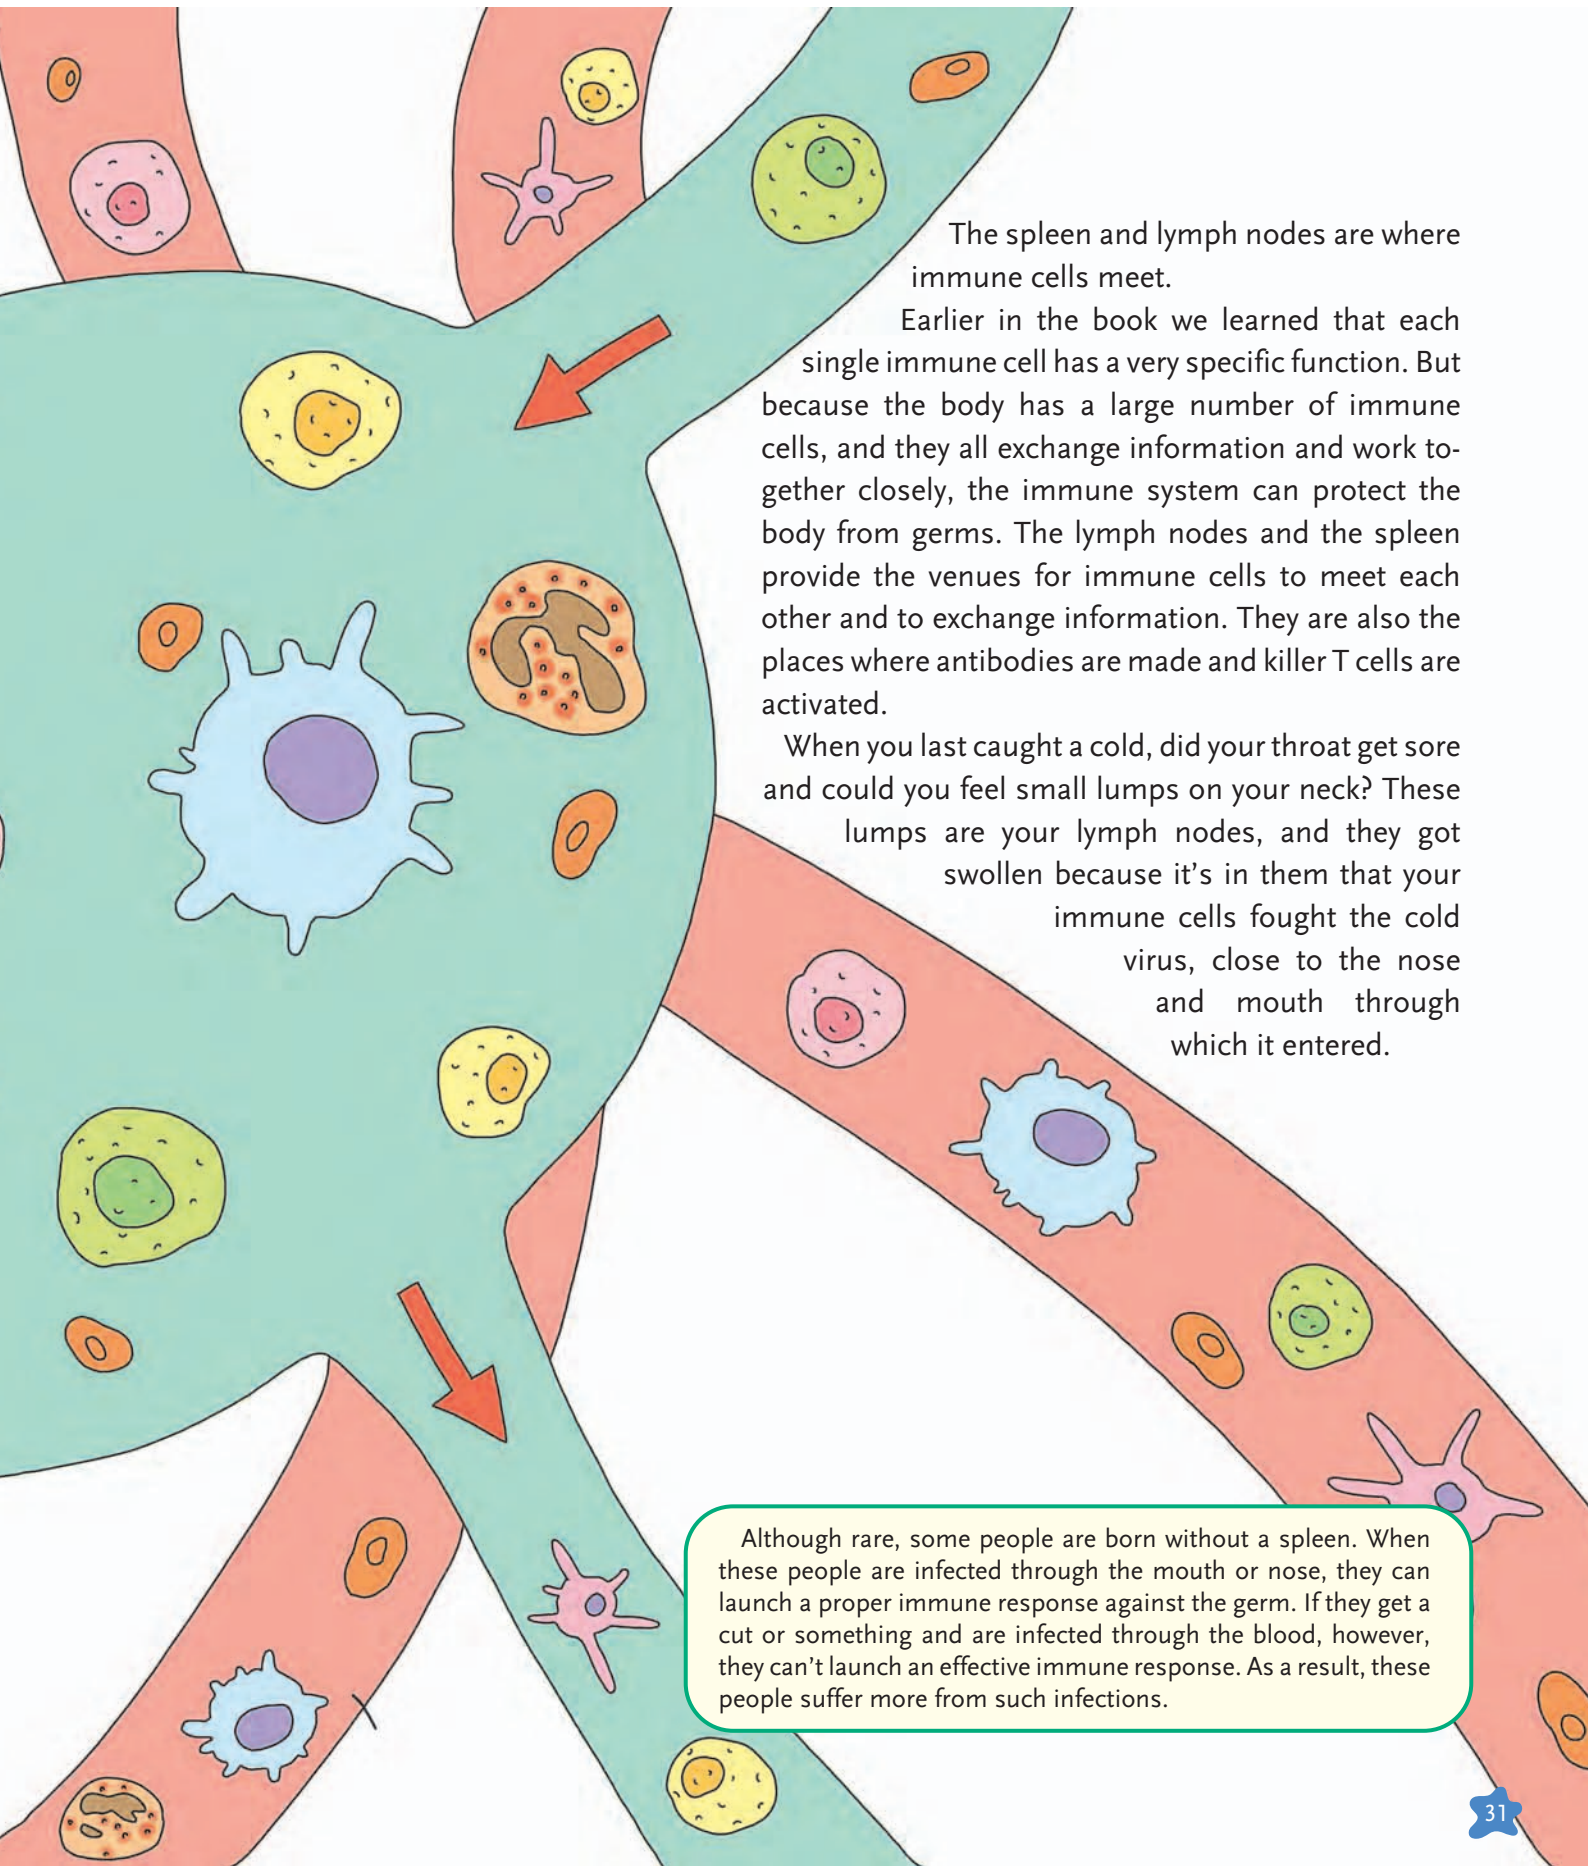 The spleen and lymph nodes are where
immune cells meet.
Earlier in the book we learned that each
single immune cell has a very specific function. But
because the body has a large number of immune
cells, and they all exchange information and work to-
gether closely, the immune system can protect the
body from germs. The lymph nodes and the spleen
provide the venues for immune cells to meet each
other and to exchange information. They are also the
places where antibodies are made and killer T cells are
activated.
When you last caught a cold, did your throat get sore
and could you feel small lumps on your neck? These
lumps are your lymph nodes, and they got
swollen because it's in them that your
immune cells fought the cold
virus, close to the nose
and mouth through
which it entered.
Although rare, some people are born without a spleen. When
these people are infected through the mouth or nose, they can
launch a proper immune response against the germ. If they get a
cut or something and are infected through the blood, however,
they can't launch an effective immune response. As a result, these
people suffer more from such infections.
31